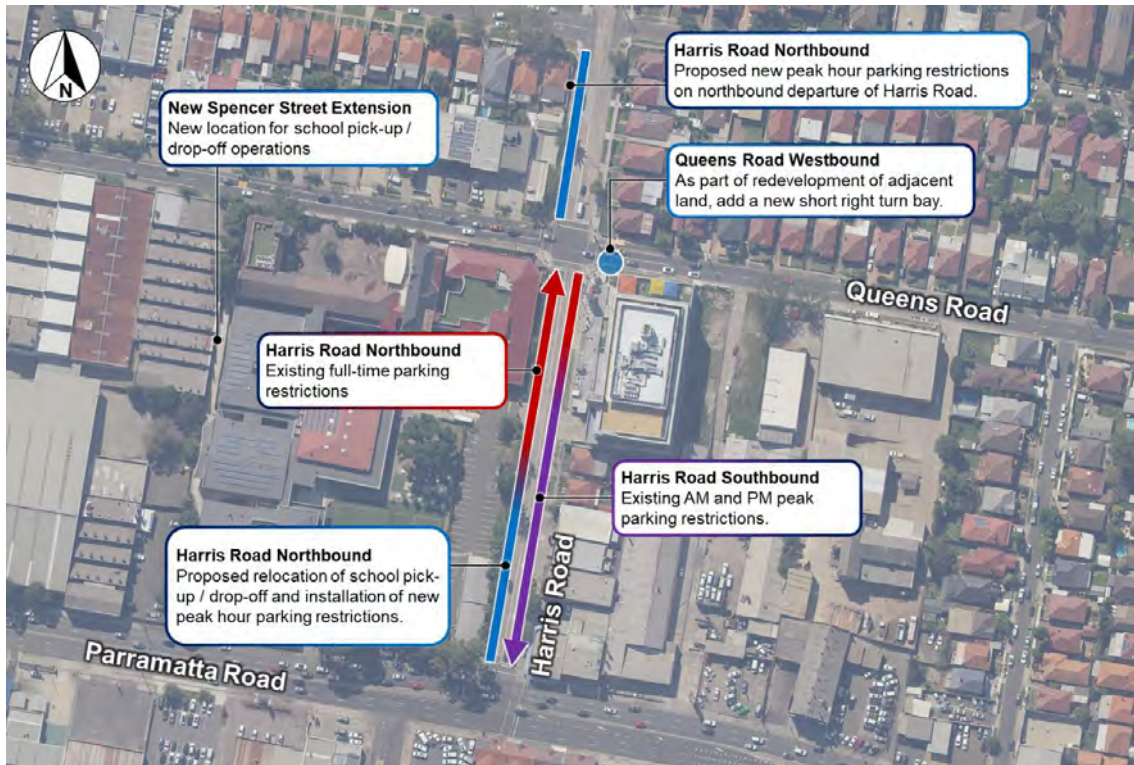 N
Harris Road Northbound
Proposed new peak hour parking restrictions
on northbound departure of Harris Road.
New Spencer Street Extension
New location for school pick-up /
drop-off operations
Queens Road Westbound
As part of redevelopment of adjacent
land, add a new short right turn bay.
Queens Road
Harris Road Northbound
Existing full-time parking
restrictions
Harris Road Southbound
Existing AM and PM peak
parking restrictions.
Harris Road Northbound
Proposed relocation of school pick-
up / drop-off and installation of new
peak hour parking restrictions.
Harris Road
Parramatta Road